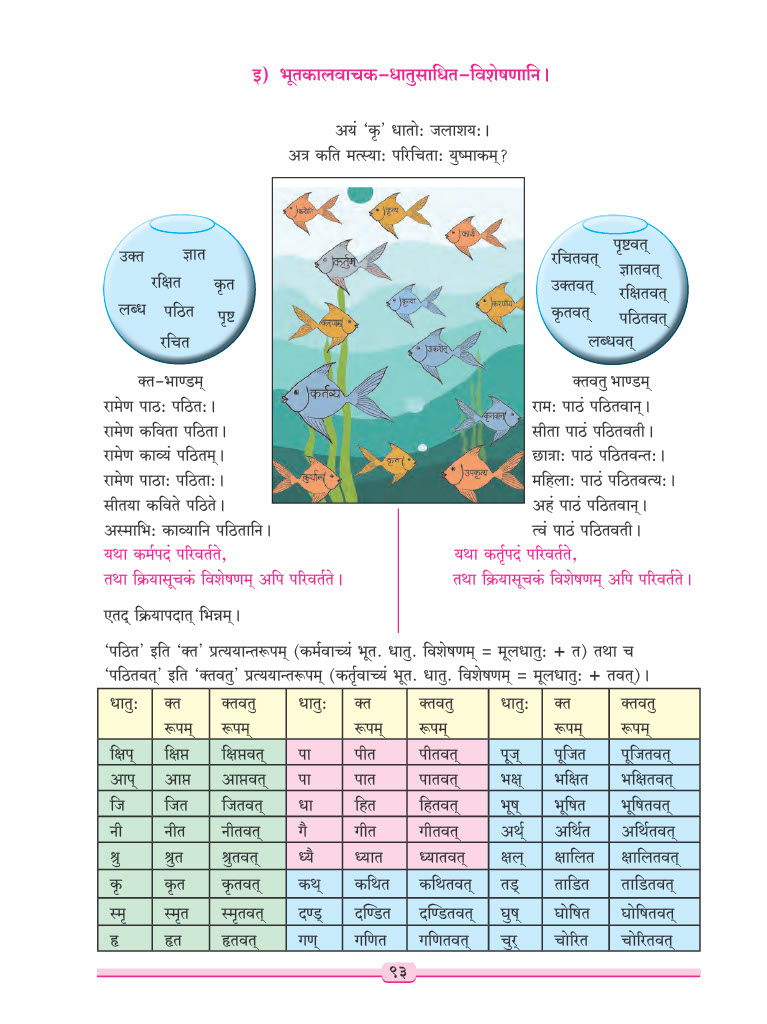 इ) भूतकालवाचक-धातुसाधित-विशेषणानि।
अयं ‘कृ’ धातोः जलाशयः।
अत्र कति मत्स्याः परिचिताः युष्माकम्?
उक्त ज्ञात
रक्षित कृत
लब्ध पठित पृष्ट
रचित
करोति कृत्य
कार्य
कर्तुम्
कृत्वा करणीय
करवाम्
अकरोत्
कर्तव्य
कृतवत्
कृत
कुर्यात् उपकृत्य
पृष्टवत्
रचितवत् ज्ञातवत्
उक्तवत् रक्षितवत्
कृतवत् पठितवत्
लब्धवत्
क्त-भाण्डम्
रामेण पाठः पठितः।
रामेण कविता पठिता।
रामेण काव्यं पठितम्।
रामेण पाठाः पठिताः।
सीतया कविते पठिते।
अस्माभिः काव्यानि पठितानि।
यथा कर्मपदं परिवर्तते,
तथा क्रियासूचकं विशेषणम् अपि परिवर्तते।
क्तवतु भाण्डम्
रामः पाठं पठितवान्।
सीता पाठं पठितवती।
छात्राः पाठं पठितवन्तः।
महिलाः पाठं पठितवत्यः।
अहं पाठं पठितवान्।
त्वं पाठं पठितवती।
यथा कर्तृपदं परिवर्तते,
तथा क्रियासूचकं विशेषणम् अपि परिवर्तते।
एतद् क्रियापदात् भिन्नम्।
‘पठित’ इति ‘क्त’ प्रत्ययान्तरूपम् (कर्मवाच्यं भूत. धातु. विशेषणम् = मूलधातुः + त) तथा च
‘पठितवत्’ इति ‘क्तवतु’ प्रत्ययान्तरूपम् (कर्तृवाच्यं भूत. धातु. विशेषणम् = मूलधातुः + तवत्)।
धातुः क्त रूपम् क्तवतु रूपम् धातुः क्त रूपम् क्तवतु रूपम् धातुः क्त रूपम् क्तवतु रूपम्
क्षिप् क्षिप्त क्षिप्तवत् पा पीत पीतवत् पूज् पूजित पूजितवत्
आप् आप्त आप्तवत् पा पात पातवत् भक्ष् भक्षित भक्षितवत्
जि जित जितवत् धा हित हितवत् भूष् भूषित भूषितवत्
नी नीत नीतवत् गै गीत गीतवत् अर्थ् अर्थित अर्थितवत्
श्रु श्रुत श्रुतवत् ध्यै ध्यात ध्यातवत् क्षल् क्षालित क्षालितवत्
कृ कृत कृतवत् कथ् कथित कथितवत् तड् ताडित ताडितवत्
स्मृ स्मृत स्मृतवत् दण्ड् दण्डित दण्डितवत् घुष् घोषित घोषितवत्
हृ हृत हृतवत् गण् गणित गणितवत् चुर् चोरित चोरितवत्
९३